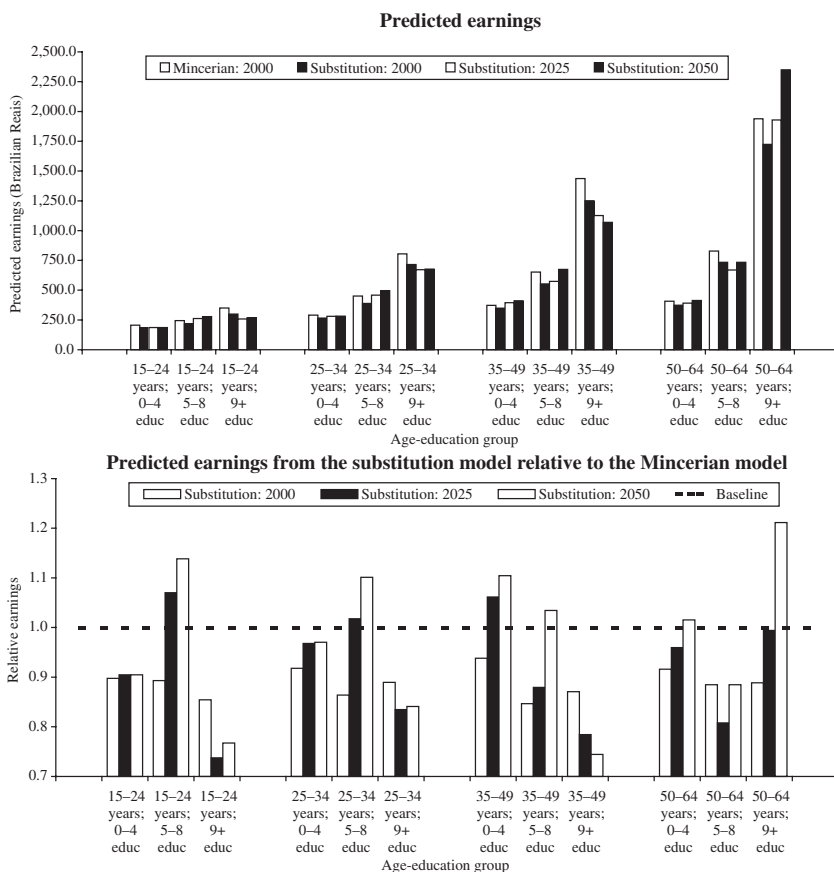 Predicted earnings
Predicted earnings (Brazilian Reais)
2,500.0
2,250.0
2,000.0
1,750.0
1,500.0
1,250.0
1,000.0
750.0
500.0
250.0
0.0
Mincerian: 2000 Substitution: 2000 Substitution: 2025 Substitution: 2050
15–24 15–24 15–24 25–34 25–34 25–34 35–49 35–49 35–49 50–64 50–64 50–64
years; years; years; years; years; years; years; years; years; years; years; years;
0–4 5–8 9+ 0–4 5–8 9+ 0–4 5–8 9+ 0–4 5–8 9+
educ educ educ educ educ educ educ educ educ educ educ educ
Age-education group
Predicted earnings from the substitution model relative to the Mincerian model
Relative earnings
1.3
1.2
1.1
1.0
0.9
0.8
0.7
Substitution: 2000 Substitution: 2025 Substitution: 2050 Baseline
15–24 15–24 15–24 25–34 25–34 25–34 35–49 35–49 35–49 50–64 50–64 50–64
years; years; years; years; years; years; years; years; years; years; years; years;
0–4 5–8 9+ 0–4 5–8 9+ 0–4 5–8 9+ 0–4 5–8 9+
educ educ educ educ educ educ educ educ educ educ educ educ
Age-education group